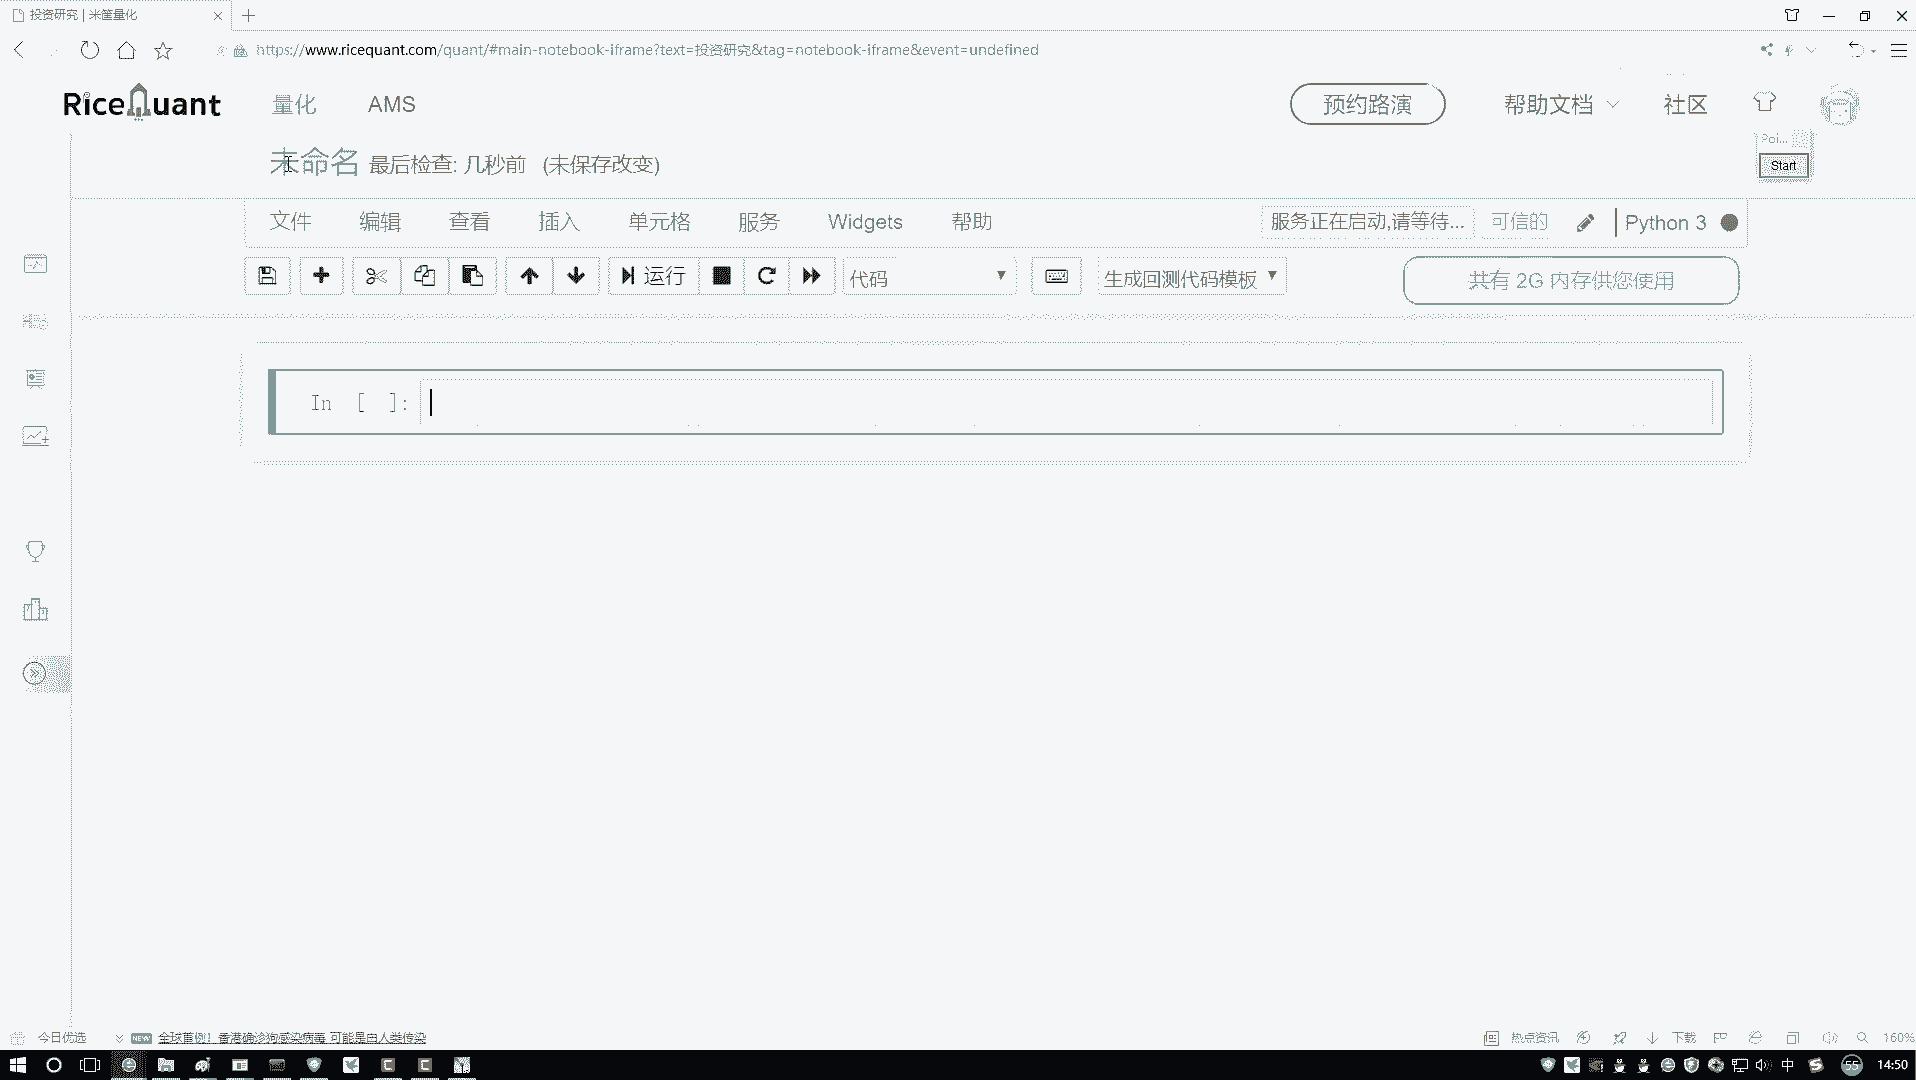 投资研究 | 米筐量化
https://www.ricequant.com/quant/#main-notebook-iframe?text=投资研究&tag=notebook-iframe&event=undefined
RiceQuant 量化 AMS 预约路演 帮助文档 社区
Poi...
Start
未命名 最后检查: 几秒前 (未保存改变)
文件 编辑 查看 插入 单元格 服务 Widgets 帮助 服务正在启动,请等待... 可信的 Python 3
运行 代码 生成回测代码模板 共有 2G 内存供您使用
In [ ]:
今日优选 NEW 全球首例！香港确诊狗感染病毒 可能是由人类传染 热点资讯 下载 160%
中 55 14:50